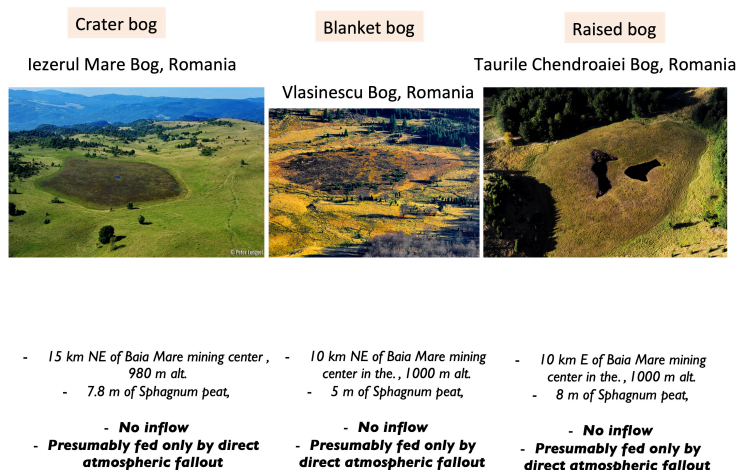 Crater bog
Iezerul Mare Bog, Romania
© Peter Lengyel
- 15 km NE of Baia Mare mining center ,
980 m alt.
- 7.8 m of Sphagnum peat,
- No inflow
- Presumably fed only by direct
atmospheric fallout
Blanket bog
Vlasinescu Bog, Romania
- 10 km NE of Baia Mare mining
center in the. , 1000 m alt.
- 5 m of Sphagnum peat,
- No inflow
- Presumably fed only by
direct atmospheric fallout
Raised bog
Taurile Chendroaiei Bog, Romania
- 10 km E of Baia Mare mining
center in the. , 1000 m alt.
- 8 m of Sphagnum peat,
- No inflow
- Presumably fed only by
direct atmospheric fallout